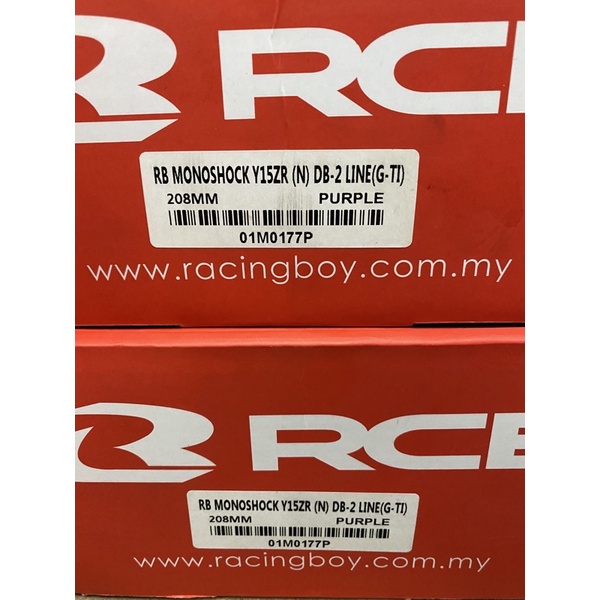 RCB
RB MONOSHOCK Y15ZR (N) DB-2 LINE(G-TI)
208MM PURPLE
01M0177P
www.racingboy.com.my
RCB
RB MONOSHOCK Y15ZR (N) DB-2 LINE(G-TI)
208MM PURPLE
01M0177P
www.racingboy.com.my